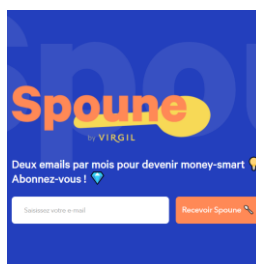 Spoune
by VIRGIL
Deux emails par mois pour devenir money-smart
Abonnez-vous !
Saisissez votre e-mail
Recevoir Spoune